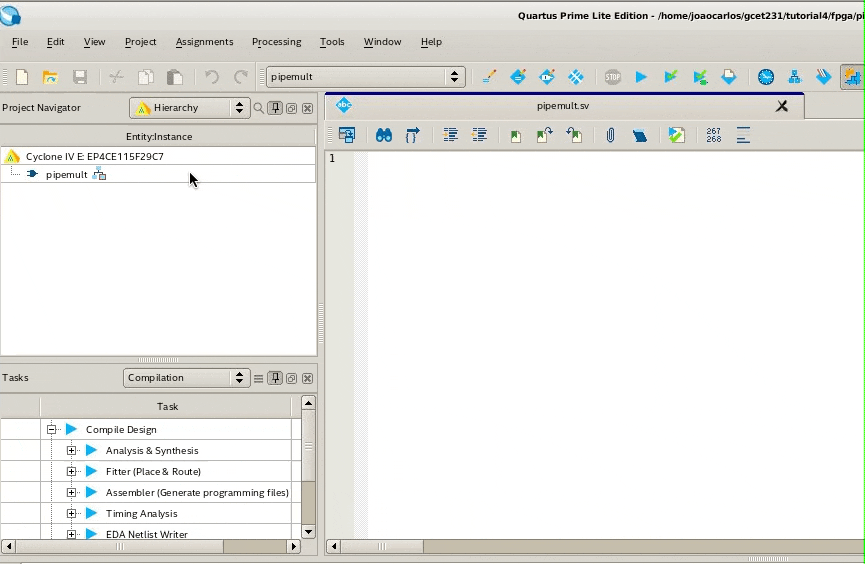 Quartus Prime Lite Edition - /home/joaocarlos/gcet231/tutorial4/fpga/pi
File Edit View Project Assignments Processing Tools Window Help
pipemult
STOP
Project Navigator Hierarchy
abc pipemult.sv
Entity:Instance
267
268
Cyclone IV E: EP4CE115F29C7
1
pipemult
Tasks Compilation
Task
Compile Design
Analysis & Synthesis
Fitter (Place & Route)
Assembler (Generate programming files)
Timing Analysis
EDA Netlist Writer